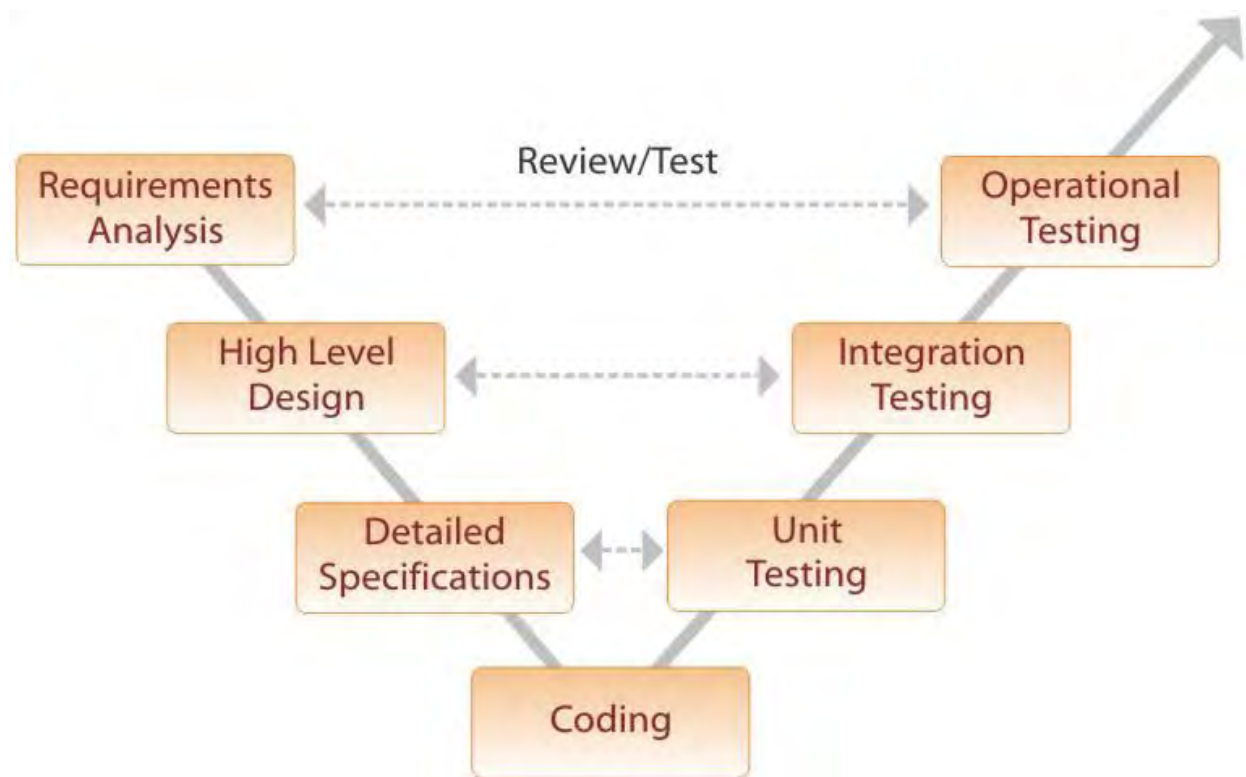 Review/Test
Requirements
Analysis
Operational
Testing
High Level
Design
Integration
Testing
Detailed
Specifications
Unit
Testing
Coding